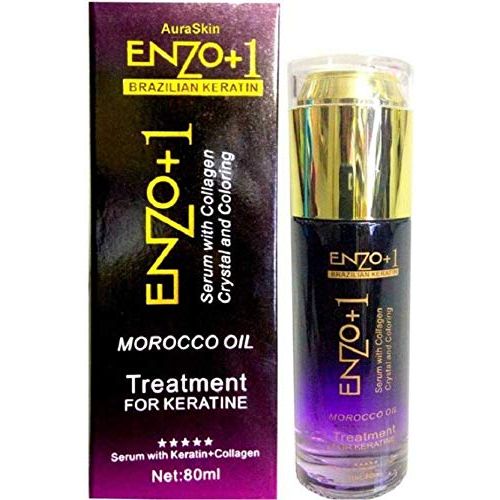 AuraSkin
ENZO+1
BRAZILIAN KERATIN
ENZO+1
Serum with Collagen
Crystal and Coloring
MOROCCO OIL
Treatment
FOR KERATINE
★★★★★
Serum with Keratin+Collagen
Net:80ml
ENZO+1
BRAZILIAN KERATIN
ENZO+1
Serum with Collagen
Crystal and Coloring
MOROCCO OIL
Treatment
FOR KERATINE
★★★★★